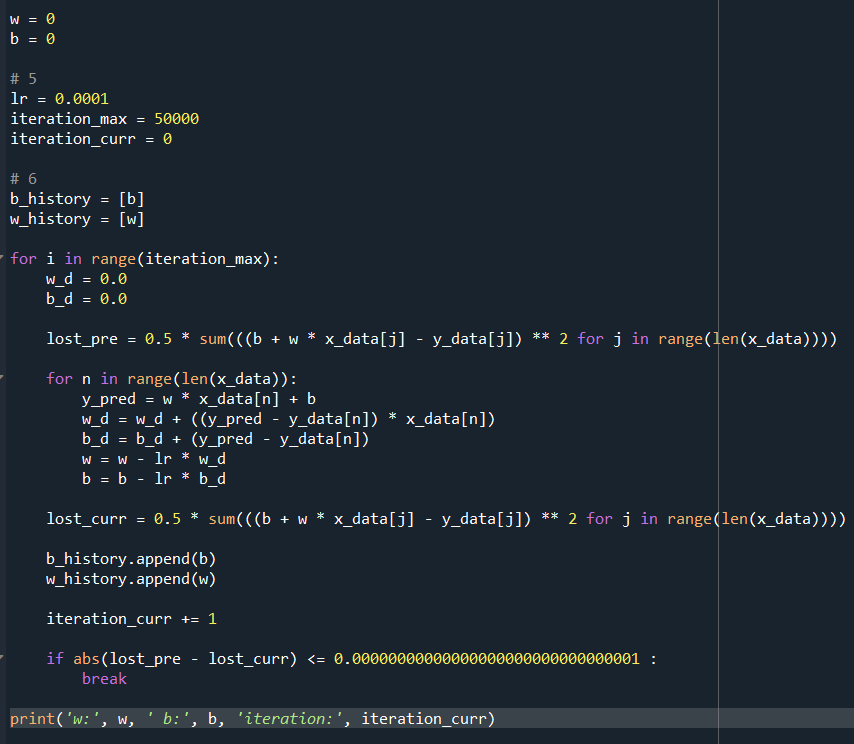 w = 0
b = 0
# 5
lr = 0.0001
iteration_max = 50000
iteration_curr = 0
# 6
b_history = [b]
w_history = [w]
for i in range(iteration_max):
    w_d = 0.0
    b_d = 0.0
    lost_pre = 0.5 * sum(((b + w * x_data[j] - y_data[j]) ** 2 for j in range(len(x_data))))
    for n in range(len(x_data)):
        y_pred = w * x_data[n] + b
        w_d = w_d + ((y_pred - y_data[n]) * x_data[n])
        b_d = b_d + (y_pred - y_data[n])
        w = w - lr * w_d
        b = b - lr * b_d
    lost_curr = 0.5 * sum(((b + w * x_data[j] - y_data[j]) ** 2 for j in range(len(x_data))))
    b_history.append(b)
    w_history.append(w)
    iteration_curr += 1
    if abs(lost_pre - lost_curr) <= 0.00000000000000000000000000000001 :
        break
print('w:', w, ' b:', b, 'iteration:', iteration_curr)